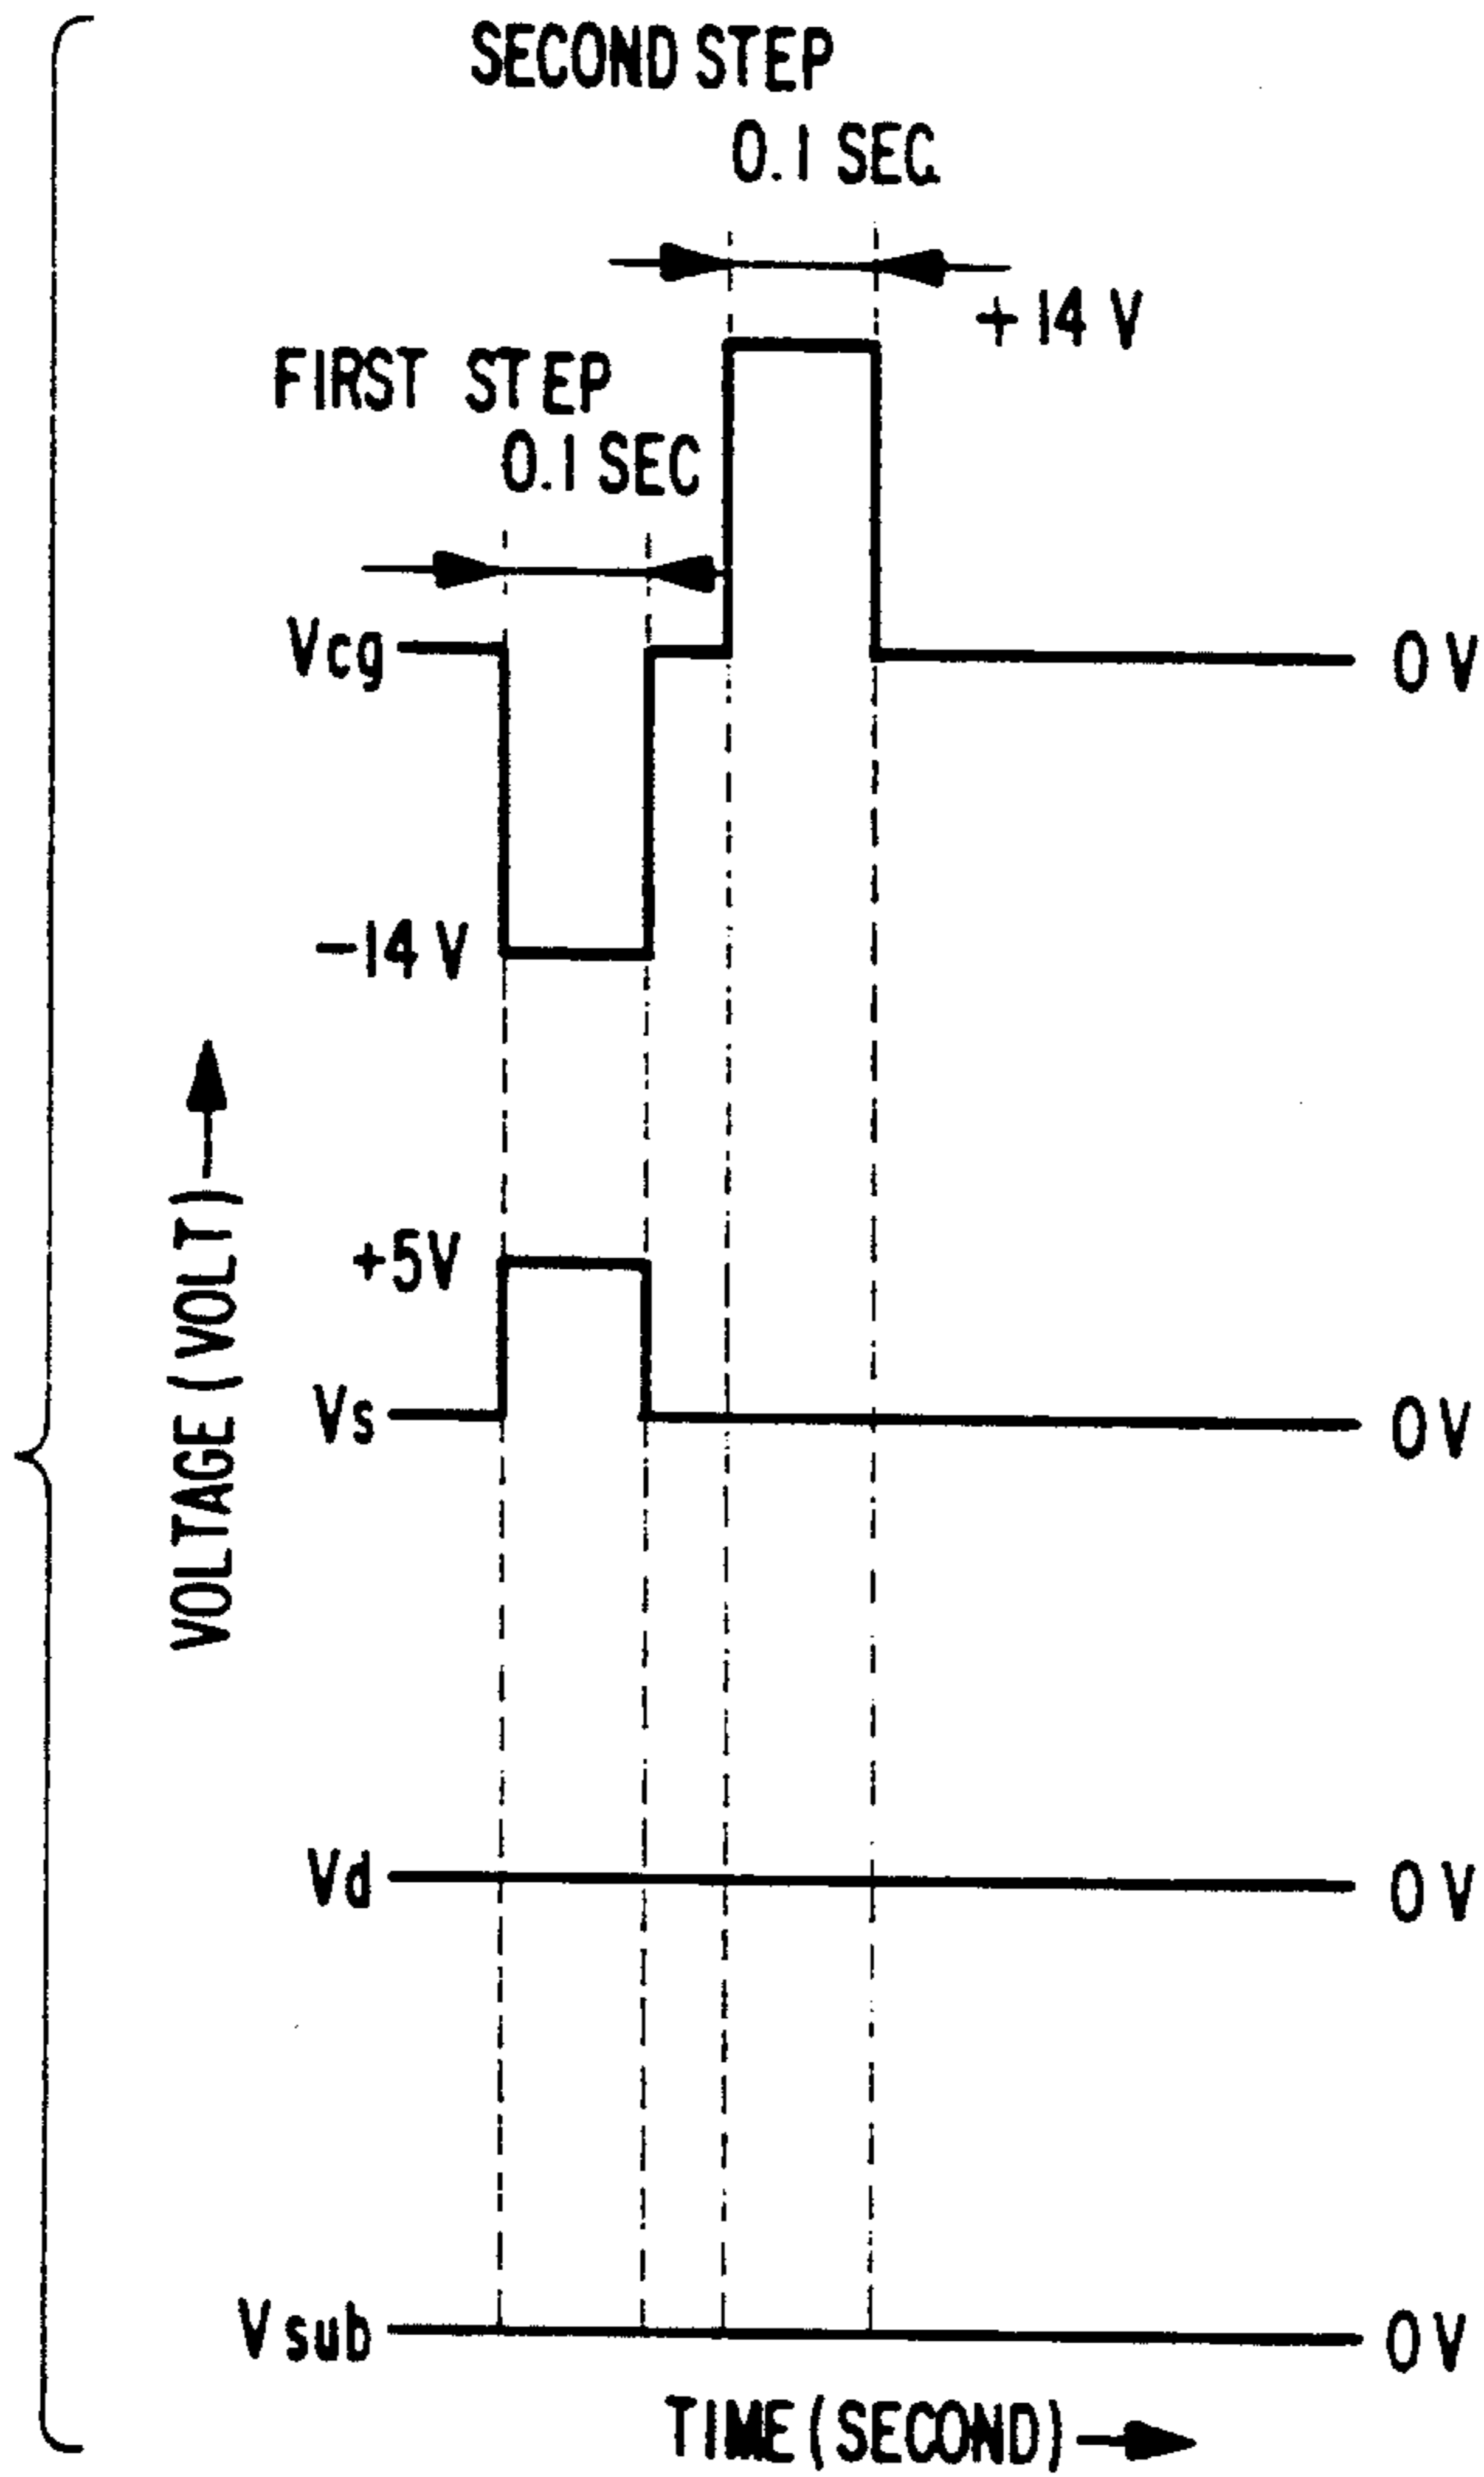 SECOND STEP
0.1 SEC
+14 V
FIRST STEP
0.1 SEC
Vcg
0 V
-14 V
VOLTAGE (VOLT)
+5V
Vs
0 V
Vd
0 V
Vsub
0 V
TIME (SECOND)